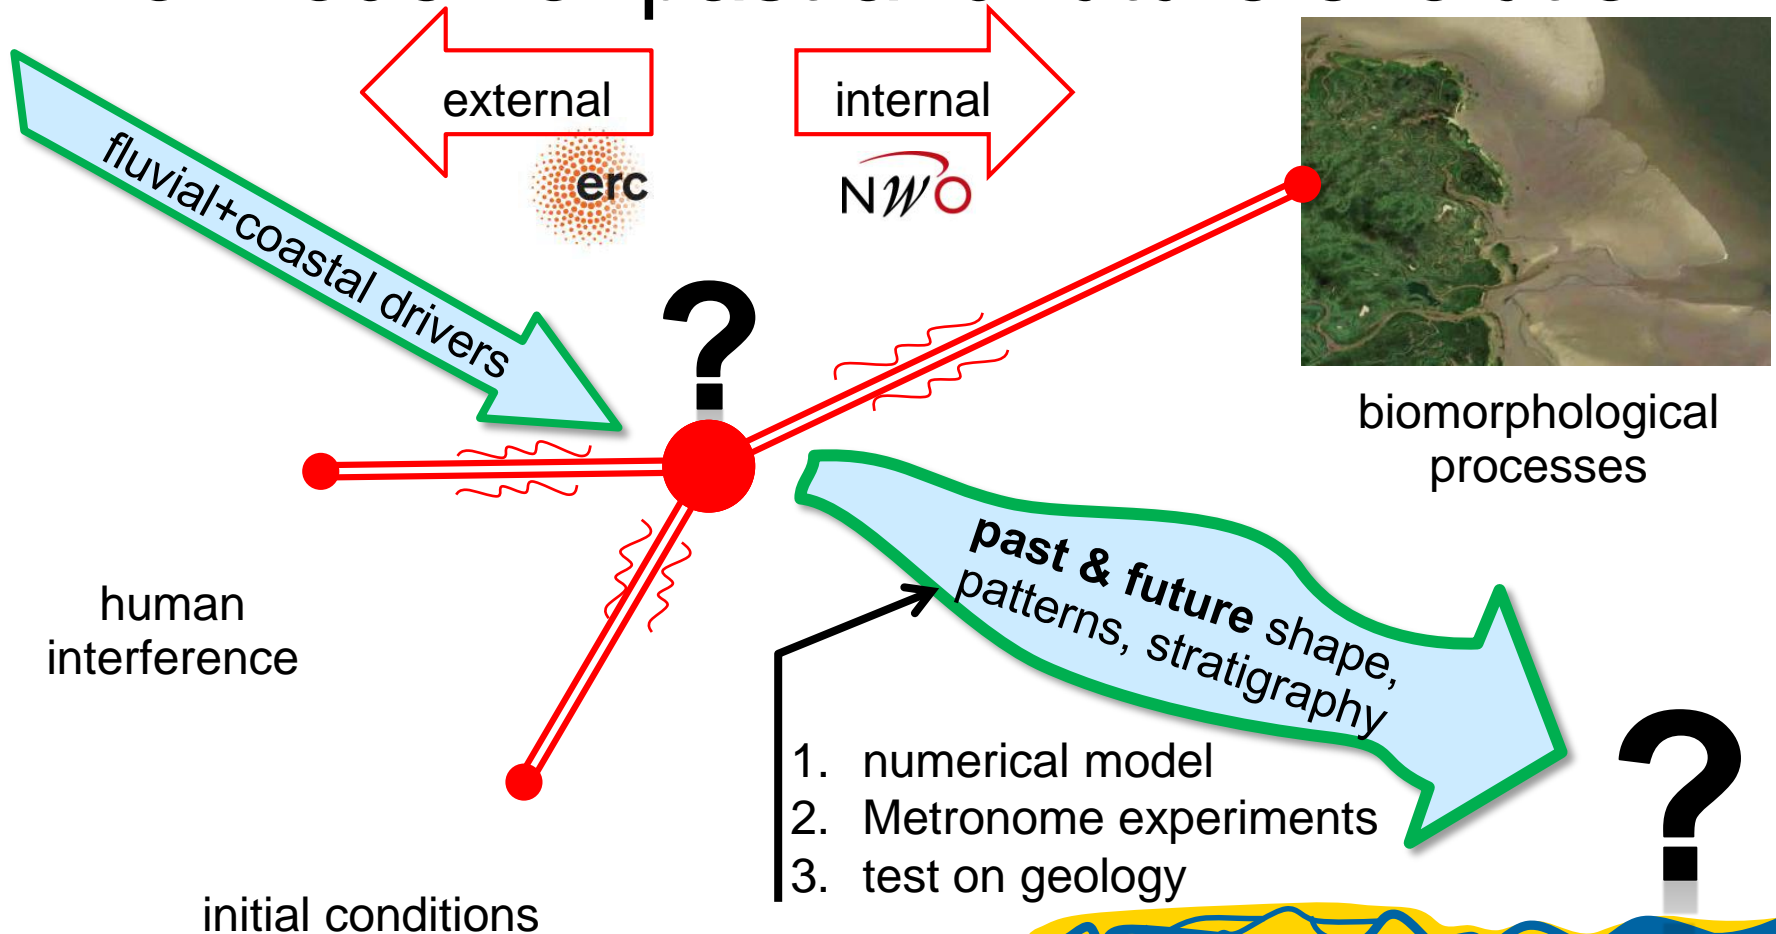 external
internal
erc
NWO
fluvial+coastal drivers
?
biomorphological
processes
past & future shape,
patterns, stratigraphy
human
interference
1. numerical model
2. Metronome experiments
3. test on geology
?
initial conditions